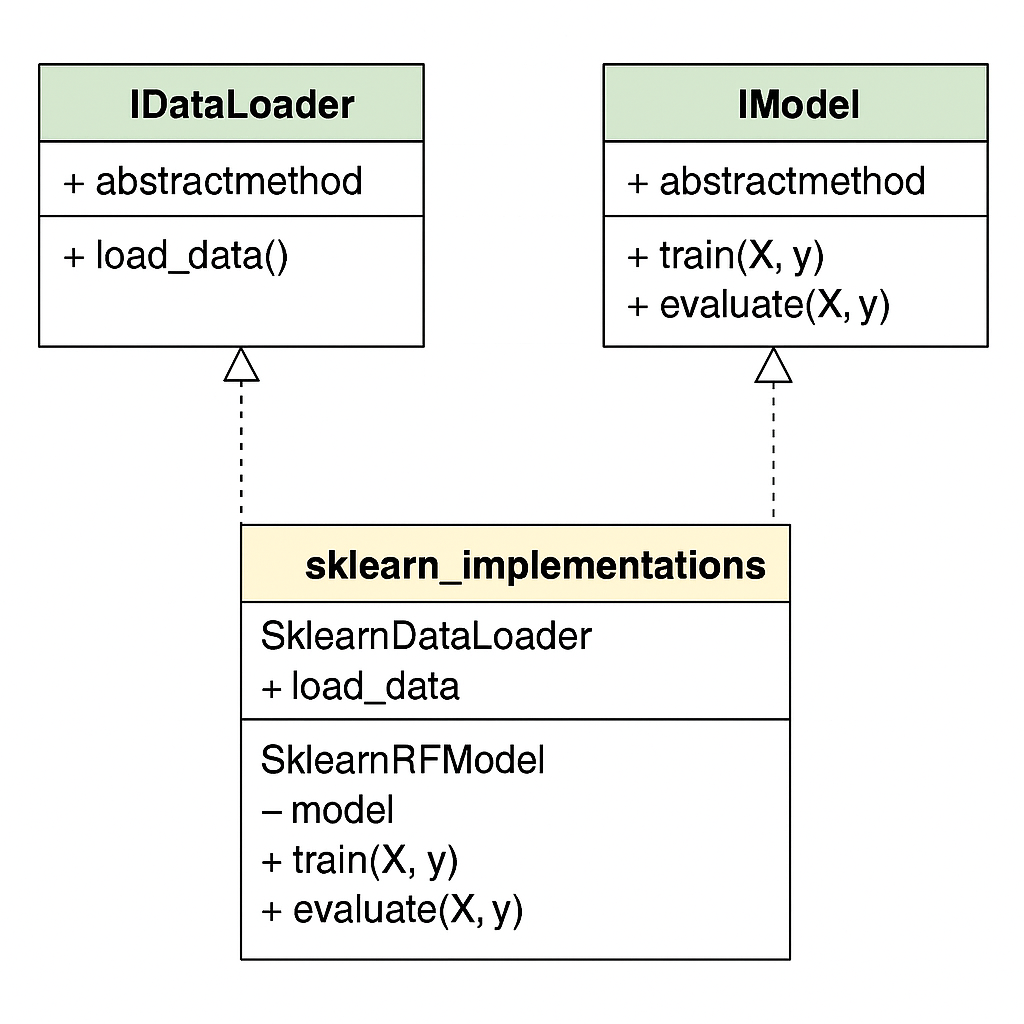 IDataLoader
+ abstractmethod
+ load_data()
IModel
+ abstractmethod
+ train(X, y)
+ evaluate(X, y)
sklearn_implementations
SklearnDataLoader
+ load_data
SklearnRFModel
– model
+ train(X, y)
+ evaluate(X, y)